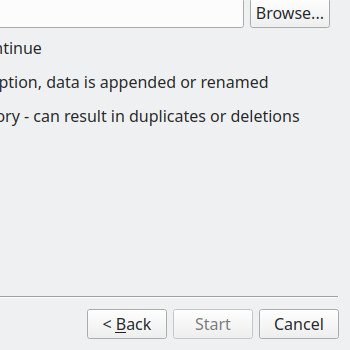 Browse...
ntinue
ption, data is appended or renamed
ory - can result in duplicates or deletions
< Back Start Cancel